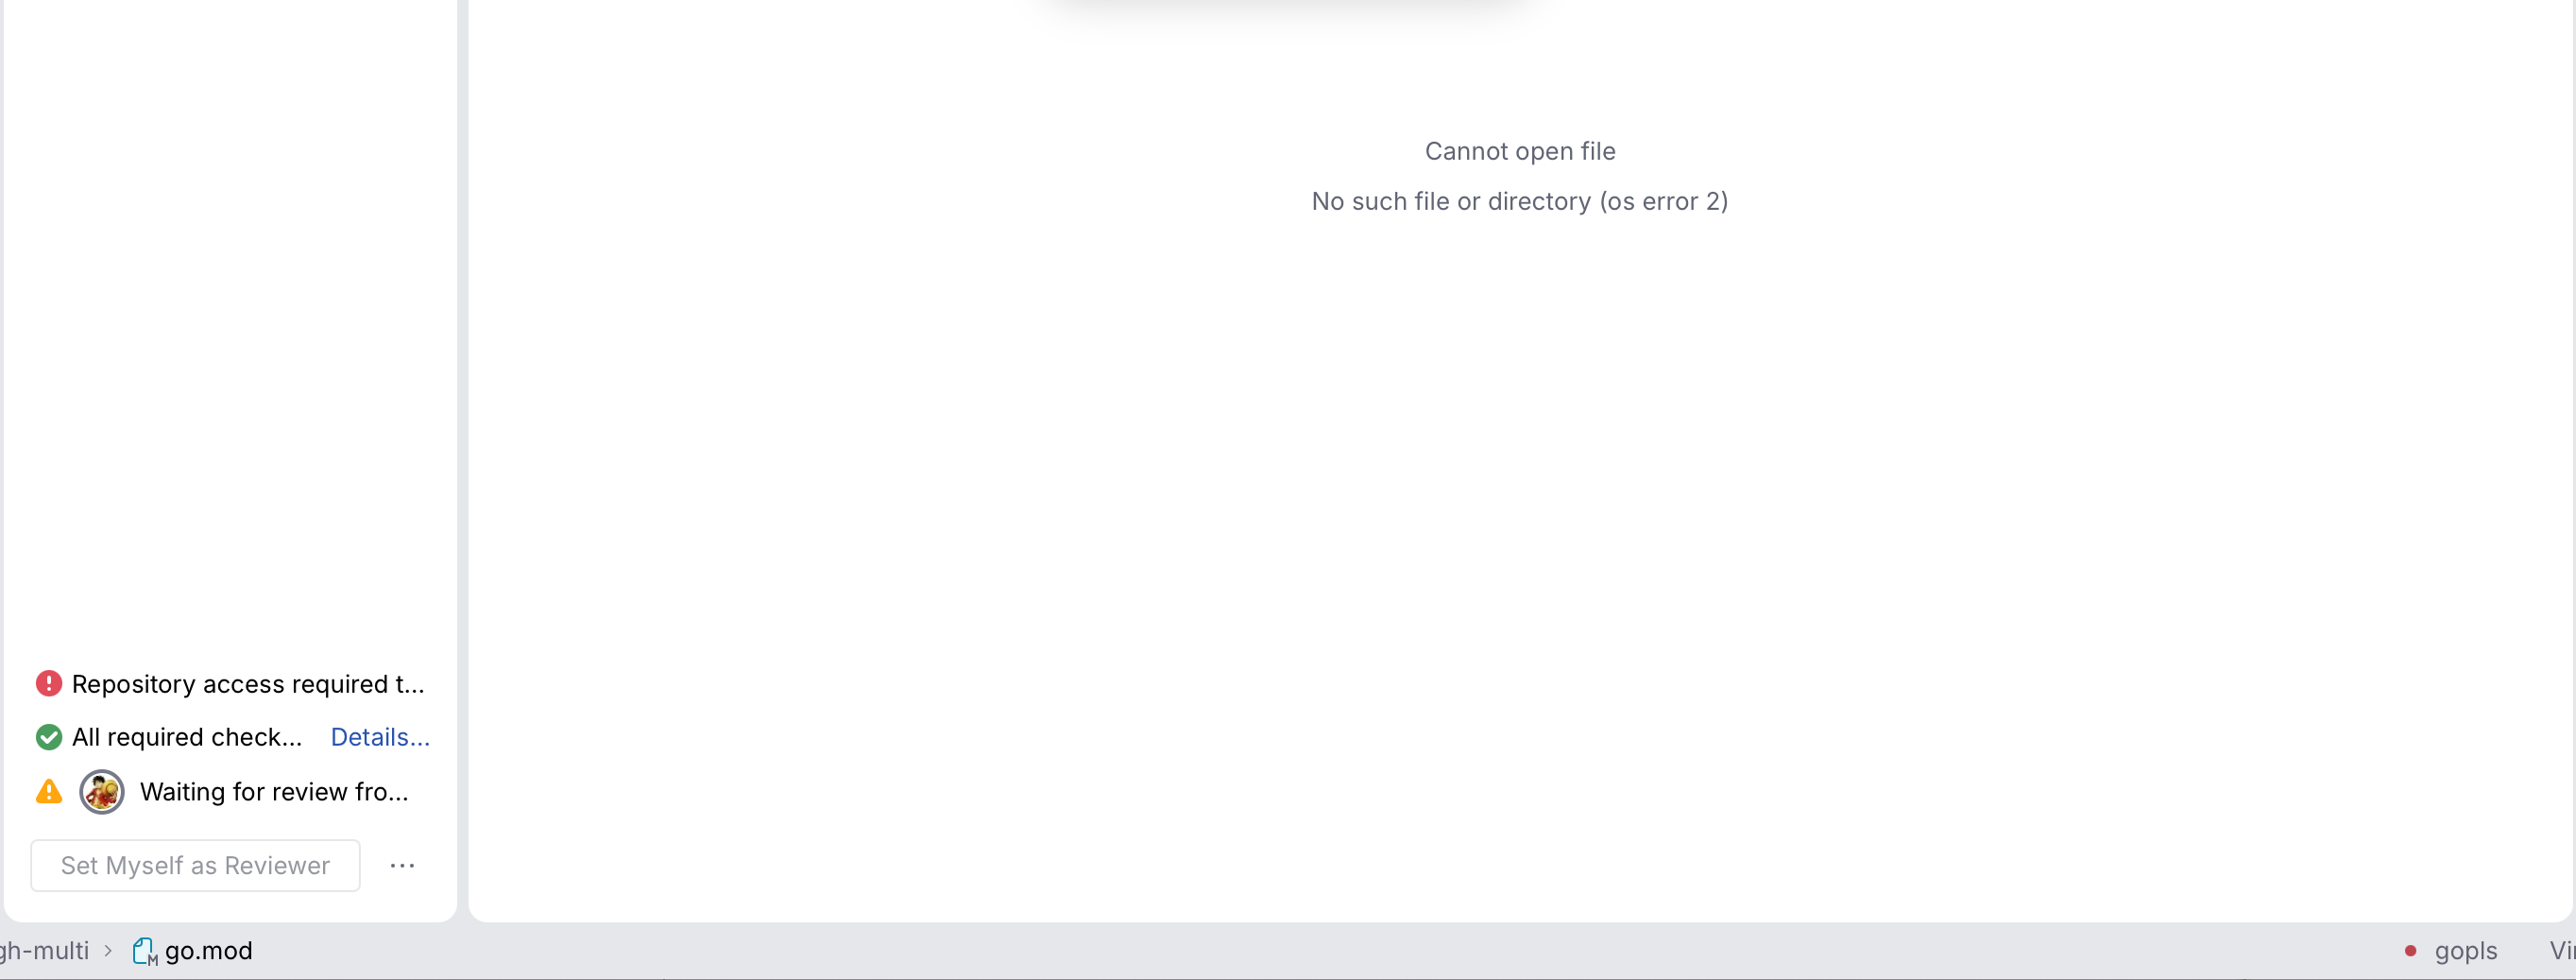 Cannot open file
No such file or directory (os error 2)
Repository access required t...
All required check... Details...
Waiting for review fro...
Set Myself as Reviewer ...
gh-multi > go.mod
gopls